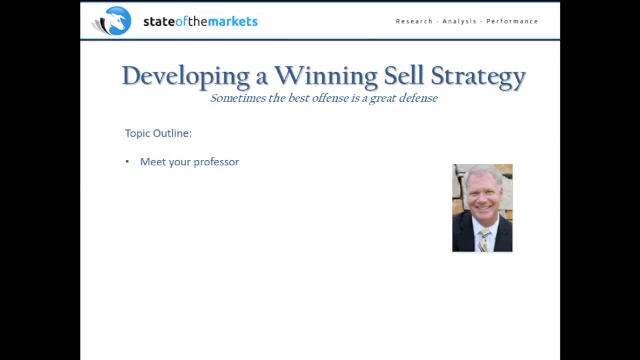 stateofthemarkets
Research · Analysis · Performance
Developing a Winning Sell Strategy
Sometimes the best offense is a great defense
Topic Outline:
• Meet your professor